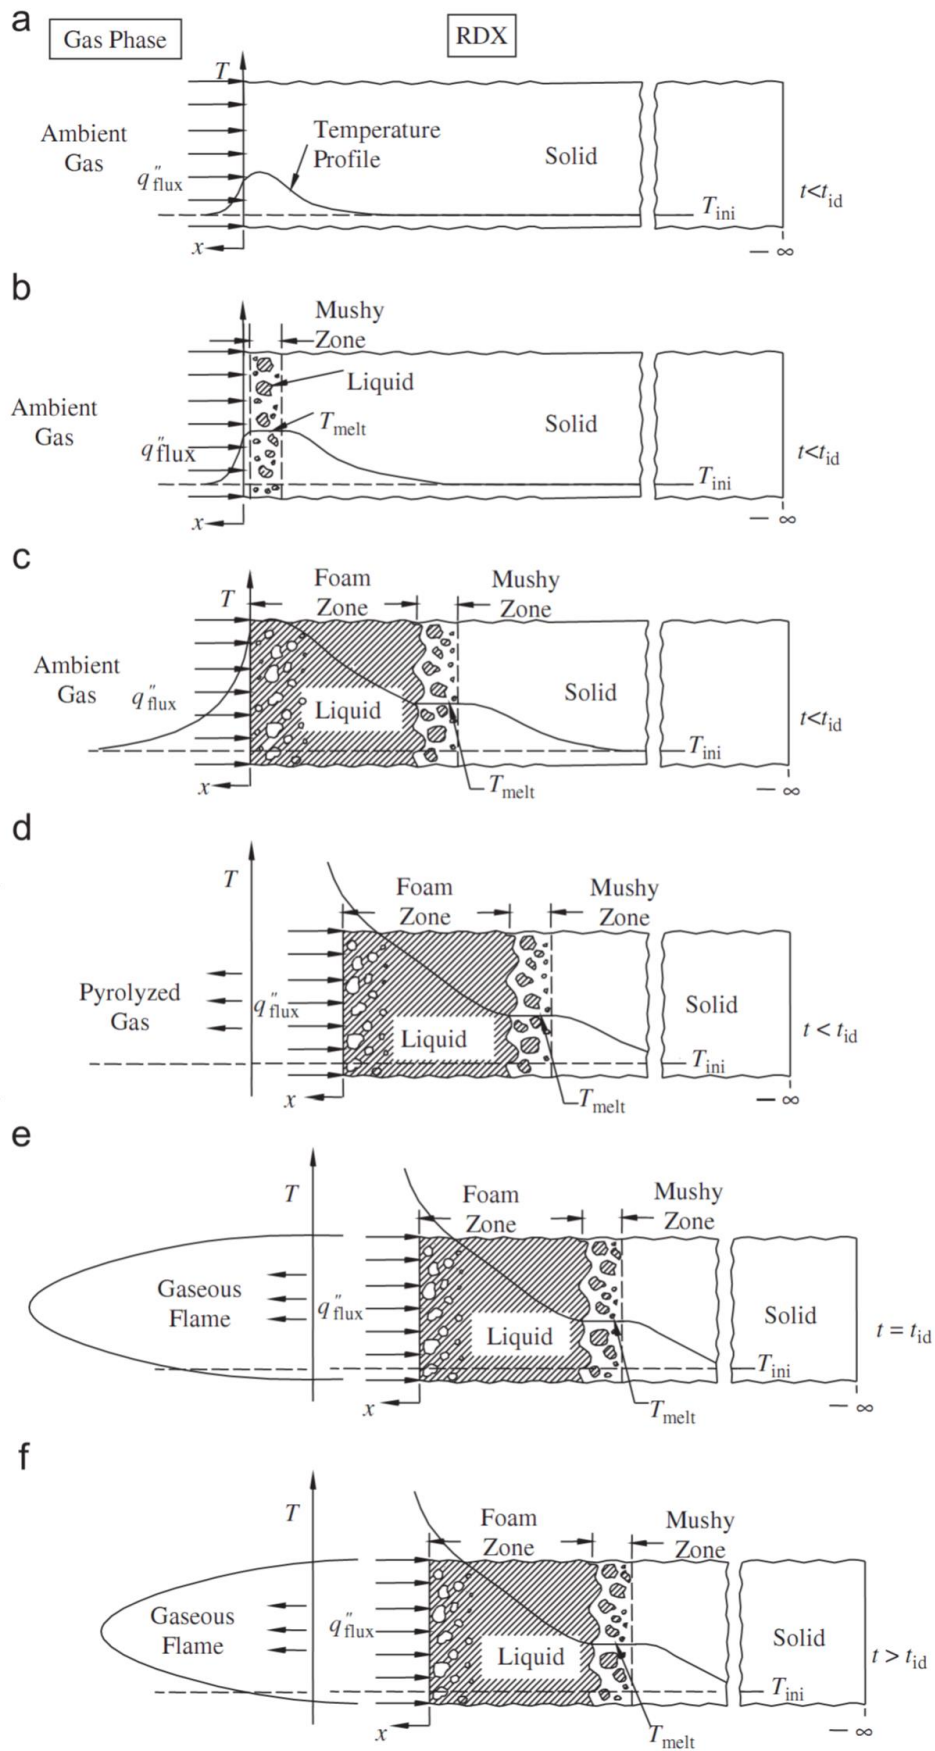 a
Gas Phase
RDX
T
Ambient
Gas
Temperature
Profile
Solid
q″flux
Tini
t<tid
x
− ∞
b
Mushy
Zone
Liquid
Ambient
Gas
Tmelt
Solid
q″flux
t<tid
Tini
x
− ∞
c
Foam
Zone
Mushy
Zone
T
Ambient
Gas
q″flux
Liquid
Solid
t<tid
Tini
x
Tmelt
− ∞
d
T
Foam
Zone
Mushy
Zone
Pyrolyzed
Gas
q″flux
Liquid
Solid
t < tid
Tini
x
Tmelt
− ∞
e
T
Foam
Zone
Mushy
Zone
Gaseous
Flame
q″flux
Liquid
Solid
t = tid
Tini
x
Tmelt
− ∞
f
T
Foam
Zone
Mushy
Zone
Gaseous
Flame
q″flux
Liquid
Solid
t > tid
Tini
x
Tmelt
− ∞